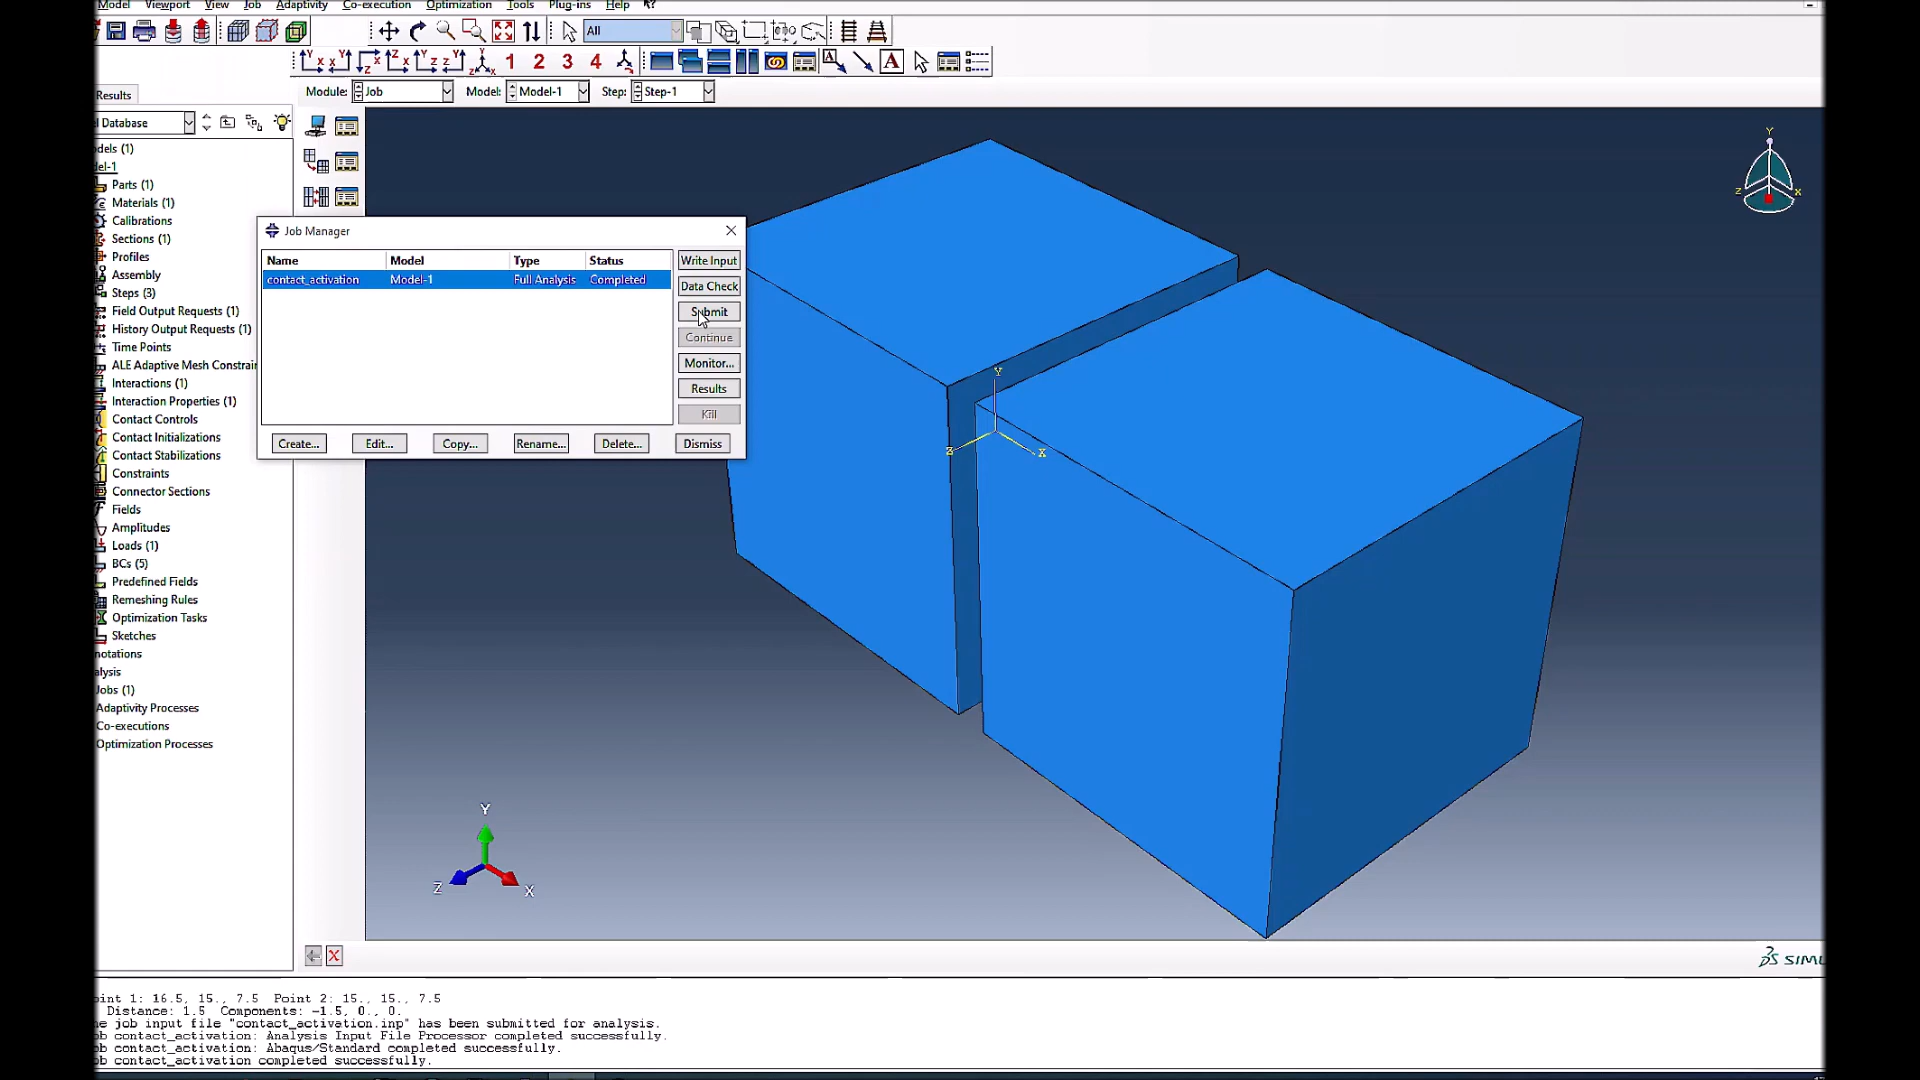 Model Viewport View Job Adaptivity Co-execution Optimization Tools Plug-ins Help
All
1 2 3 4 A A
Results
Module: Job Model: Model-1 Step: Step-1
l Database
dels (1)
del-1
Parts (1)
Materials (1)
Calibrations
Sections (1)
Profiles
Assembly
Steps (3)
Field Output Requests (1)
History Output Requests (1)
Time Points
ALE Adaptive Mesh Constrain
Interactions (1)
Interaction Properties (1)
Contact Controls
Contact Initializations
Contact Stabilizations
Constraints
Connector Sections
Fields
Amplitudes
Loads (1)
BCs (5)
Predefined Fields
Remeshing Rules
Optimization Tasks
Sketches
notations
alysis
Jobs (1)
Adaptivity Processes
Co-executions
Optimization Processes
Job Manager
Name Model Type Status
contact_activation Model-1 Full Analysis Completed
Write Input
Data Check
Submit
Continue
Monitor...
Results
Kill
Create... Edit... Copy... Rename... Delete... Dismiss
Y
Z X
Y
Z X
Y
Z X
SIMU
oint 1: 16.5, 15., 7.5 Point 2: 15., 15., 7.5
Distance: 1.5 Components: -1.5, 0., 0.
he job input file "contact_activation.inp" has been submitted for analysis.
ob contact_activation: Analysis Input File Processor completed successfully.
ob contact_activation: Abaqus/Standard completed successfully.
ob contact_activation completed successfully.